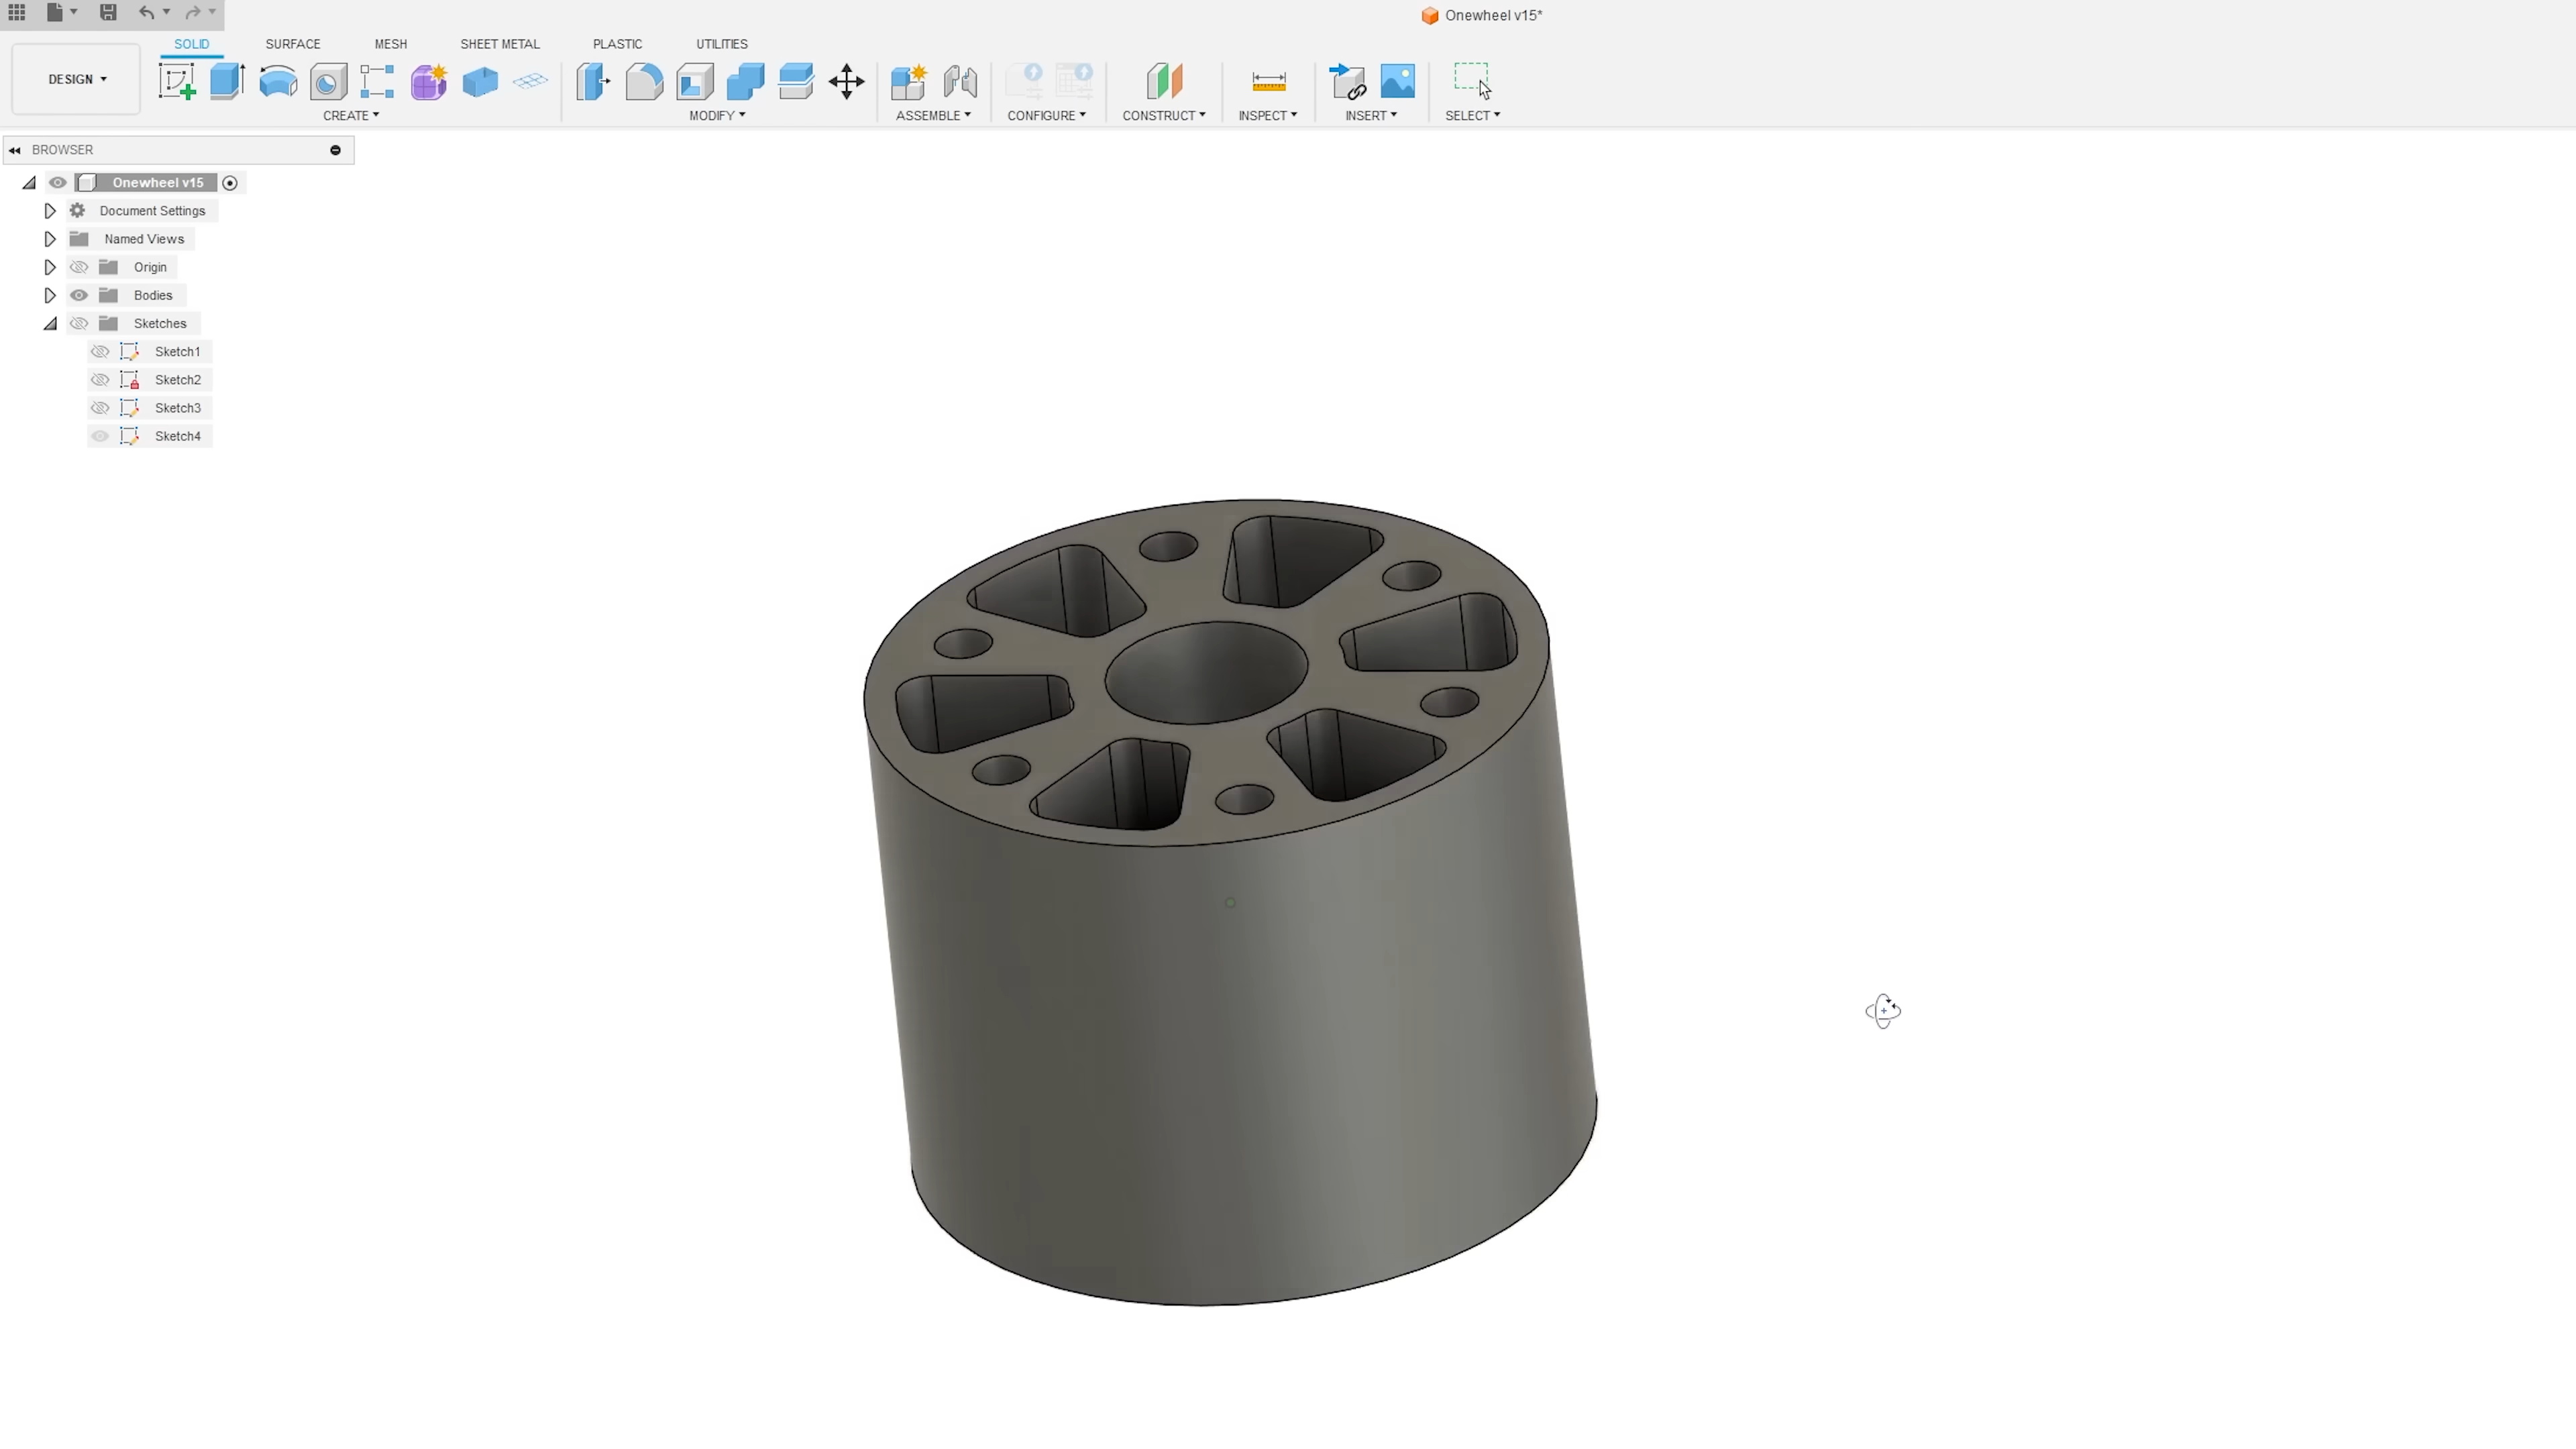 Onewheel v15*
SOLID SURFACE MESH SHEET METAL PLASTIC UTILITIES
DESIGN
CREATE MODIFY ASSEMBLE CONFIGURE CONSTRUCT INSPECT INSERT SELECT
BROWSER
Onewheel v15
Document Settings
Named Views
Origin
Bodies
Sketches
Sketch1
Sketch2
Sketch3
Sketch4